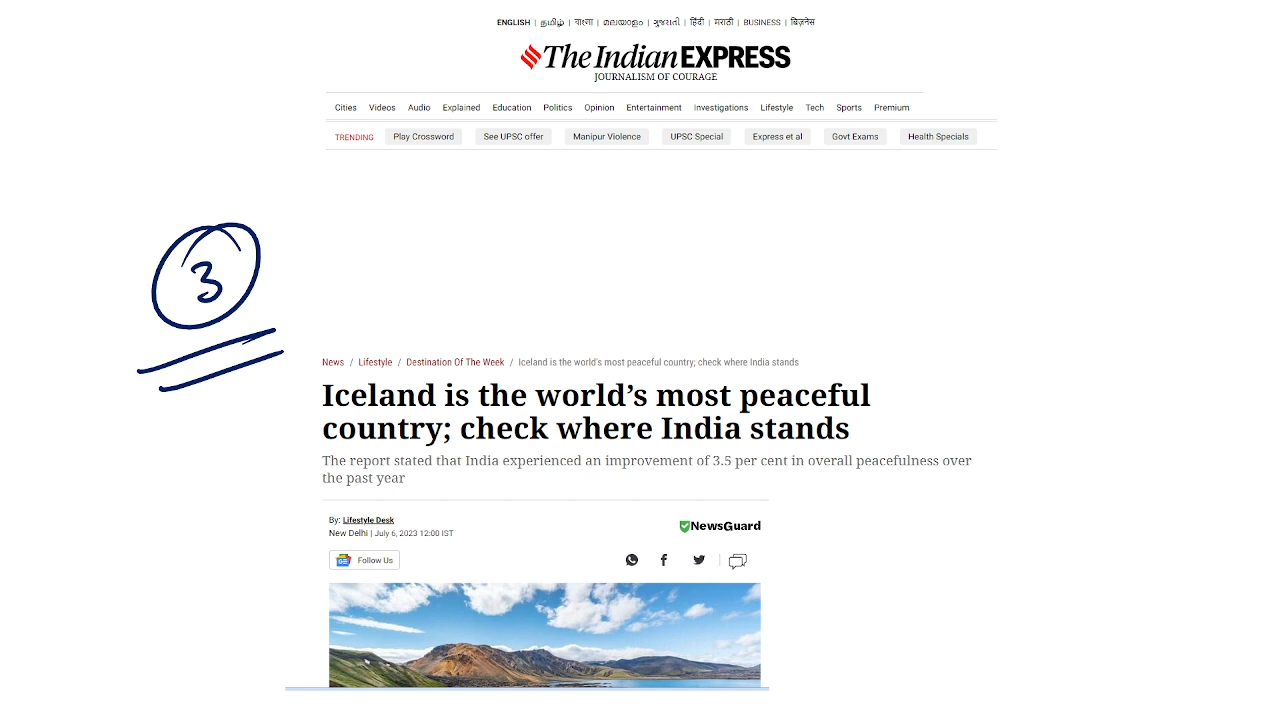 ENGLISH | தமிழ் | বাংলা | മലയാളം | ગુજરાતી | हिंदी | मराठी | BUSINESS | बिज़नेस
The Indian EXPRESS
JOURNALISM OF COURAGE
Cities Videos Audio Explained Education Politics Opinion Entertainment Investigations Lifestyle Tech Sports Premium
TRENDING Play Crossword See UPSC offer Manipur Violence UPSC Special Express et al Govt Exams Health Specials
3
News / Lifestyle / Destination Of The Week / Iceland is the world's most peaceful country; check where India stands
Iceland is the world’s most peaceful
country; check where India stands
The report stated that India experienced an improvement of 3.5 per cent in overall peacefulness over
the past year
By: Lifestyle Desk
NewsGuard
New Delhi | July 6, 2023 12:00 IST
Follow Us